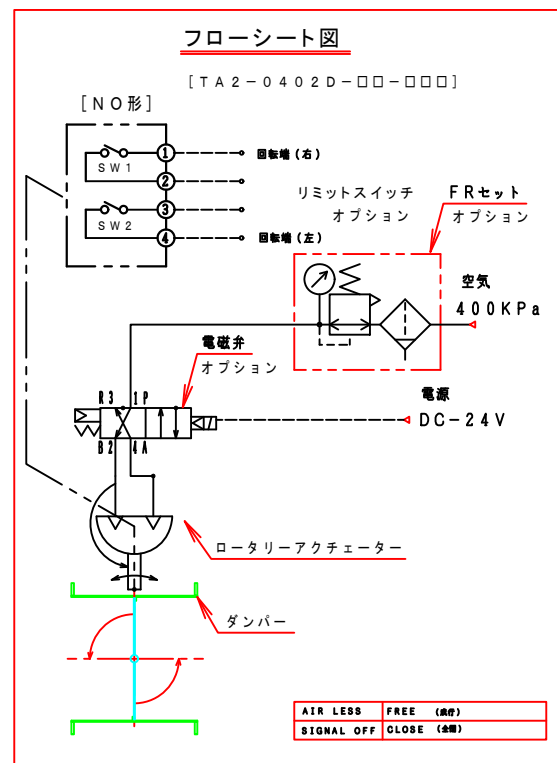 フローシート図
[TA2-0402D-□□-□□□]
[NO形]
1
回転端(右)
SW1
2
3
SW2
4
回転端(左)
リミットスイッチ
オプション
FRセット
オプション
空気
400KPa
電磁弁
オプション
電源
DC-24V
R3 1P
B2 4A
ロータリーアクチェーター
ダンパー
AIR LESS FREE
SIGNAL OFF CLOSE (全閉)